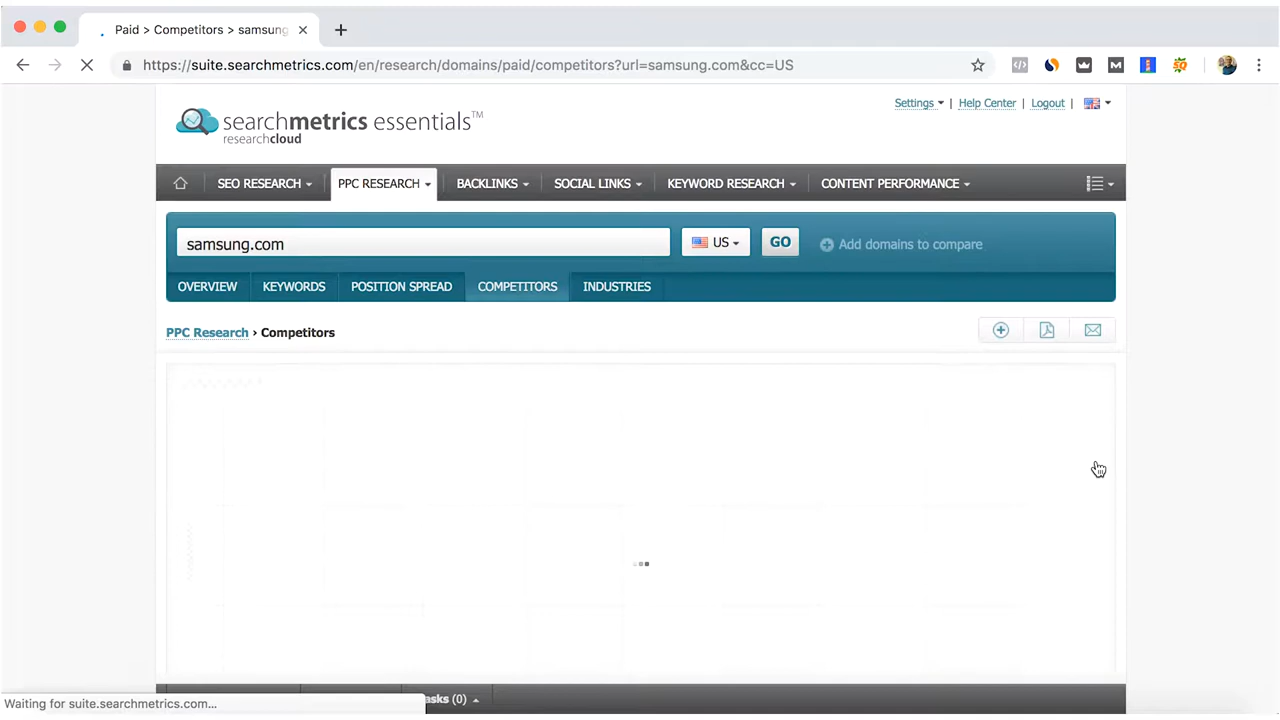 Paid > Competitors > samsung
https://suite.searchmetrics.com/en/research/domains/paid/competitors?url=samsung.com&cc=US
Settings | Help Center | Logout |
searchmetrics essentials™
researchcloud
SEO RESEARCH PPC RESEARCH BACKLINKS SOCIAL LINKS KEYWORD RESEARCH CONTENT PERFORMANCE
samsung.com US GO Add domains to compare
OVERVIEW KEYWORDS POSITION SPREAD COMPETITORS INDUSTRIES
PPC Research › Competitors
asks (0)
Waiting for suite.searchmetrics.com...